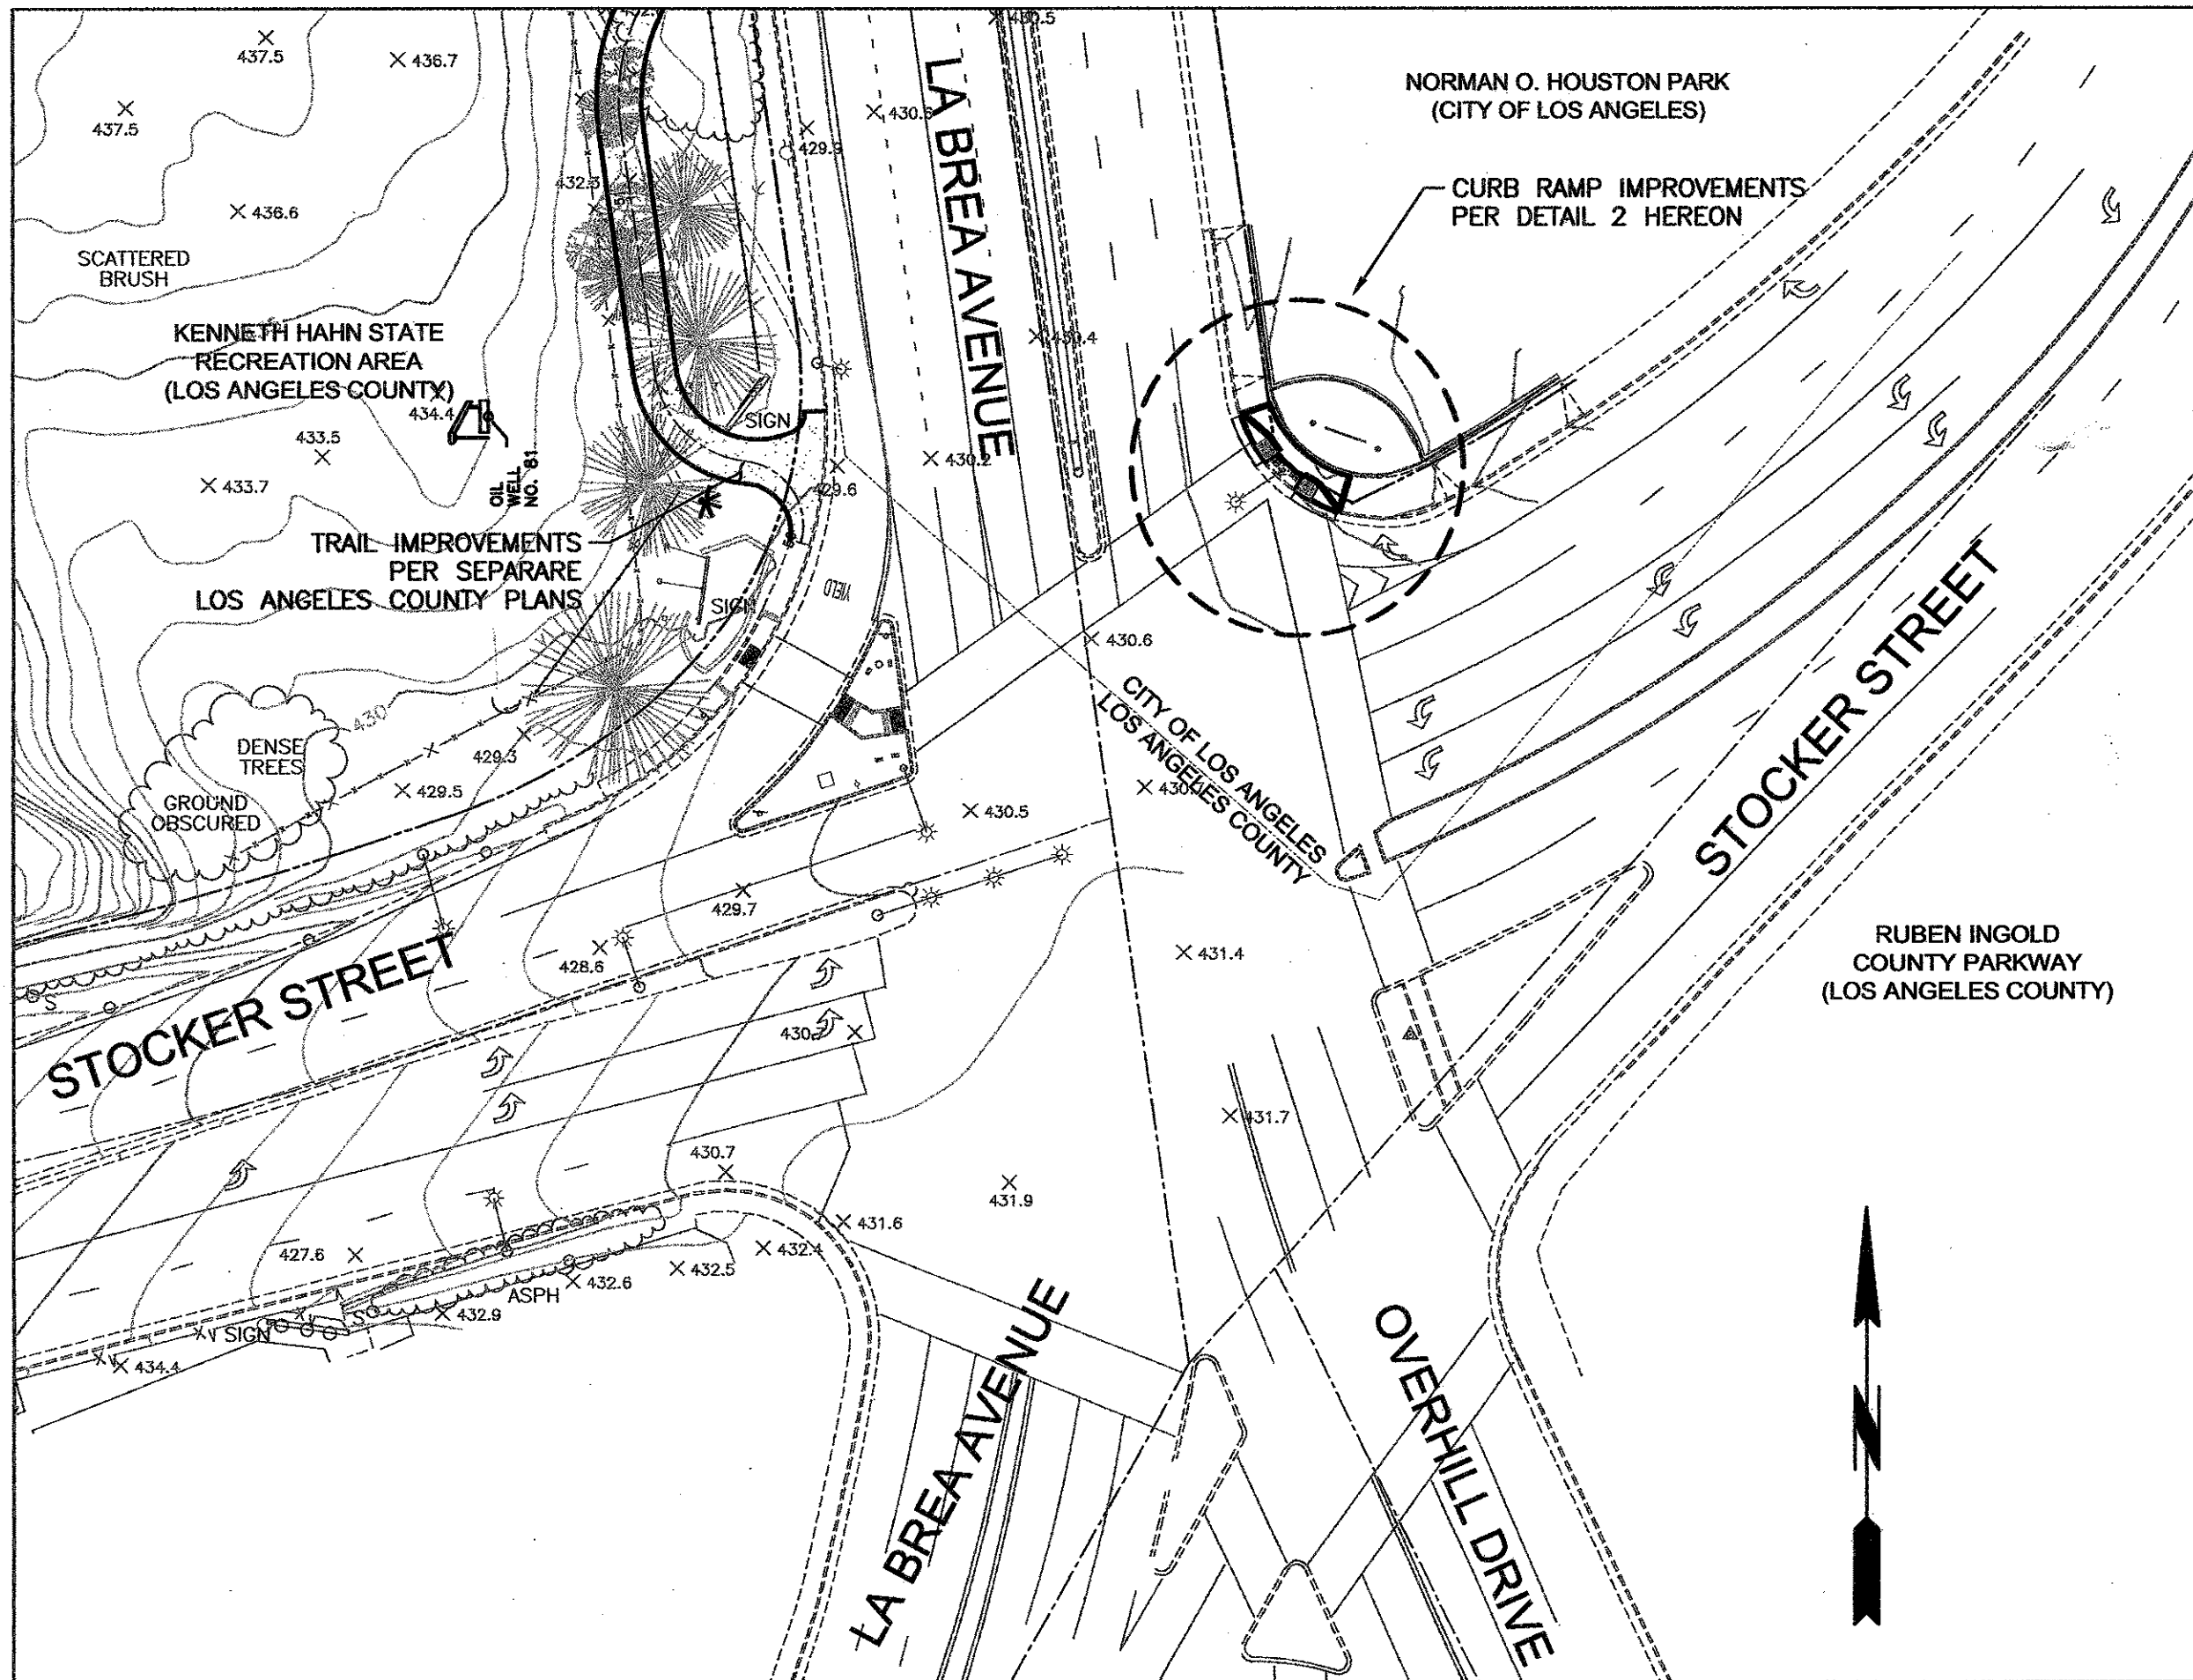 430.5
437.5
436.7
437.5
430.6
429.9
432.3
436.6
LA BREA AVENUE
NORMAN O. HOUSTON PARK
(CITY OF LOS ANGELES)
CURB RAMP IMPROVEMENTS
PER DETAIL 2 HEREON
SCATTERED
BRUSH
KENNETH HAHN STATE
RECREATION AREA
(LOS ANGELES COUNTY)
434.4
433.5
433.7
OIL
WELL
NO. 81
SIGN
430.2
429.6
TRAIL IMPROVEMENTS
PER SEPARARE
LOS ANGELES COUNTY PLANS
SIGN
YIELD
430.6
CITY OF LOS ANGELES
LOS ANGELES COUNTY
STOCKER STREET
430
DENSE
TREES
429.3
429.5
GROUND
OBSCURED
430.5
429.7
428.6
431.4
RUBEN INGOLD
COUNTY PARKWAY
(LOS ANGELES COUNTY)
STOCKER STREET
S
430.7
431.7
430.7
431.9
431.6
432.4
432.5
432.6
427.6
ASPH
432.9
S
SIGN
434.4
LA BREA AVENUE
OVERHILL DRIVE
N